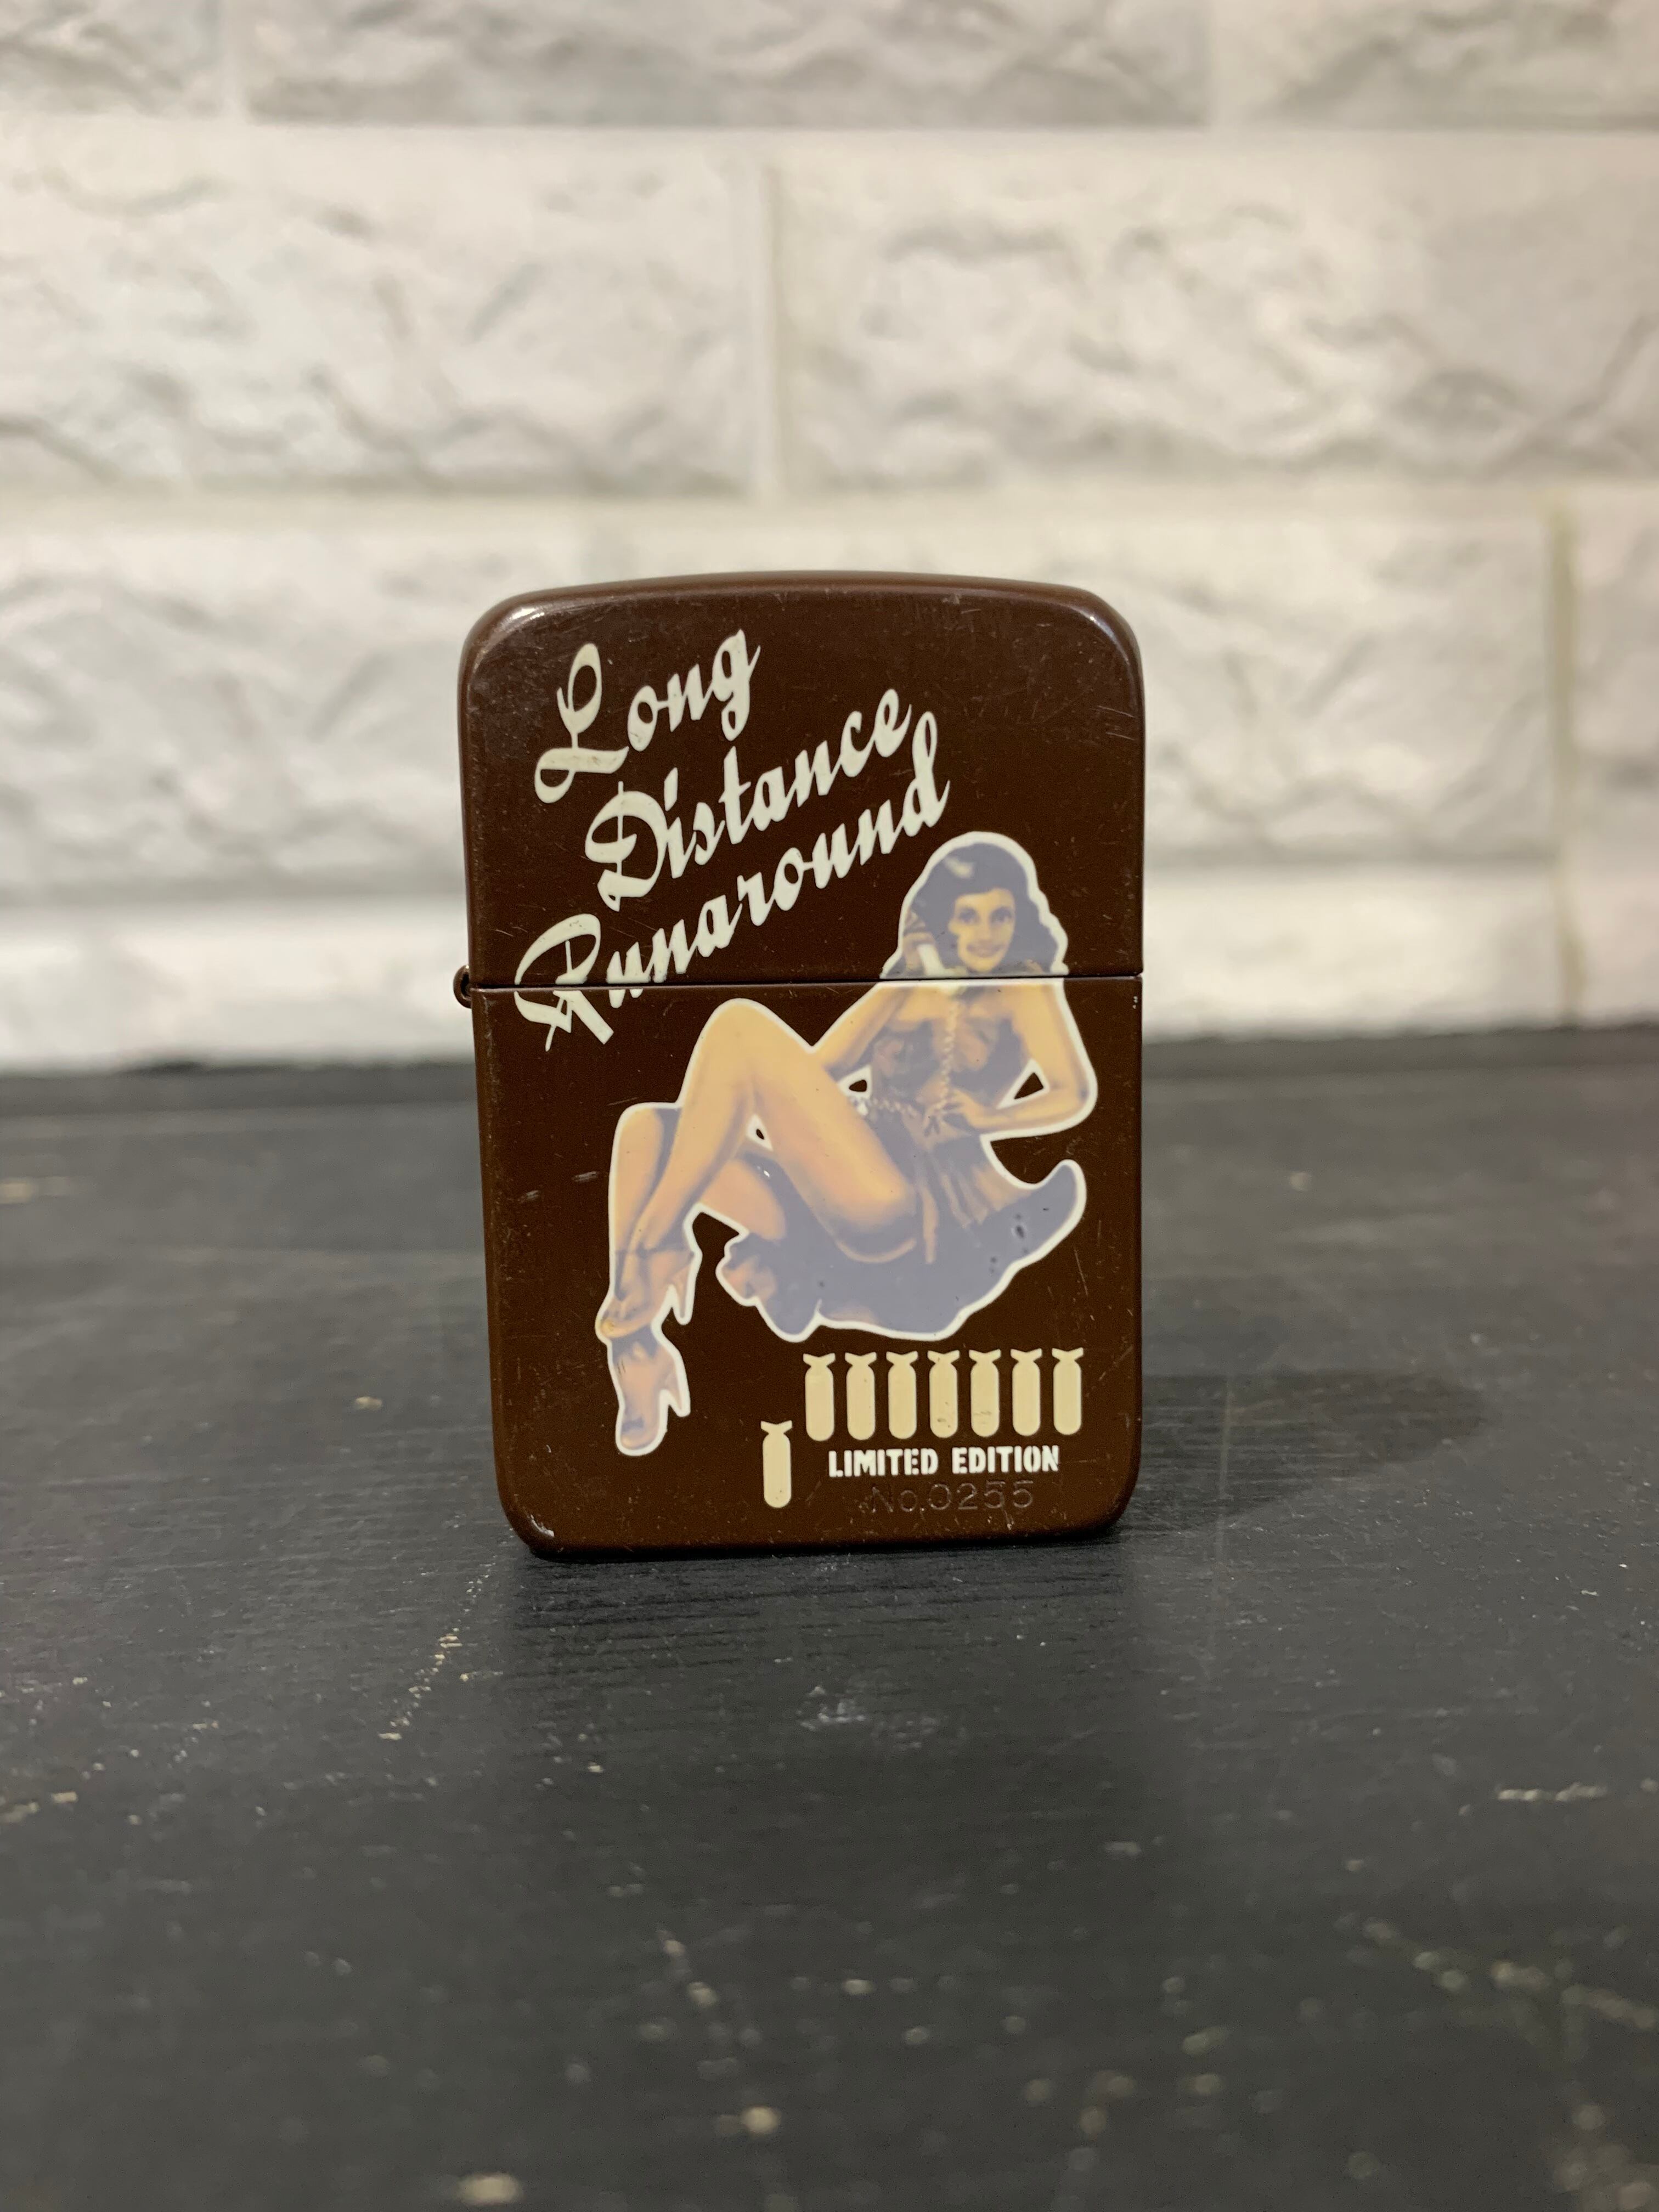 Long
Distance
Runaround
LIMITED EDITION
No.0255